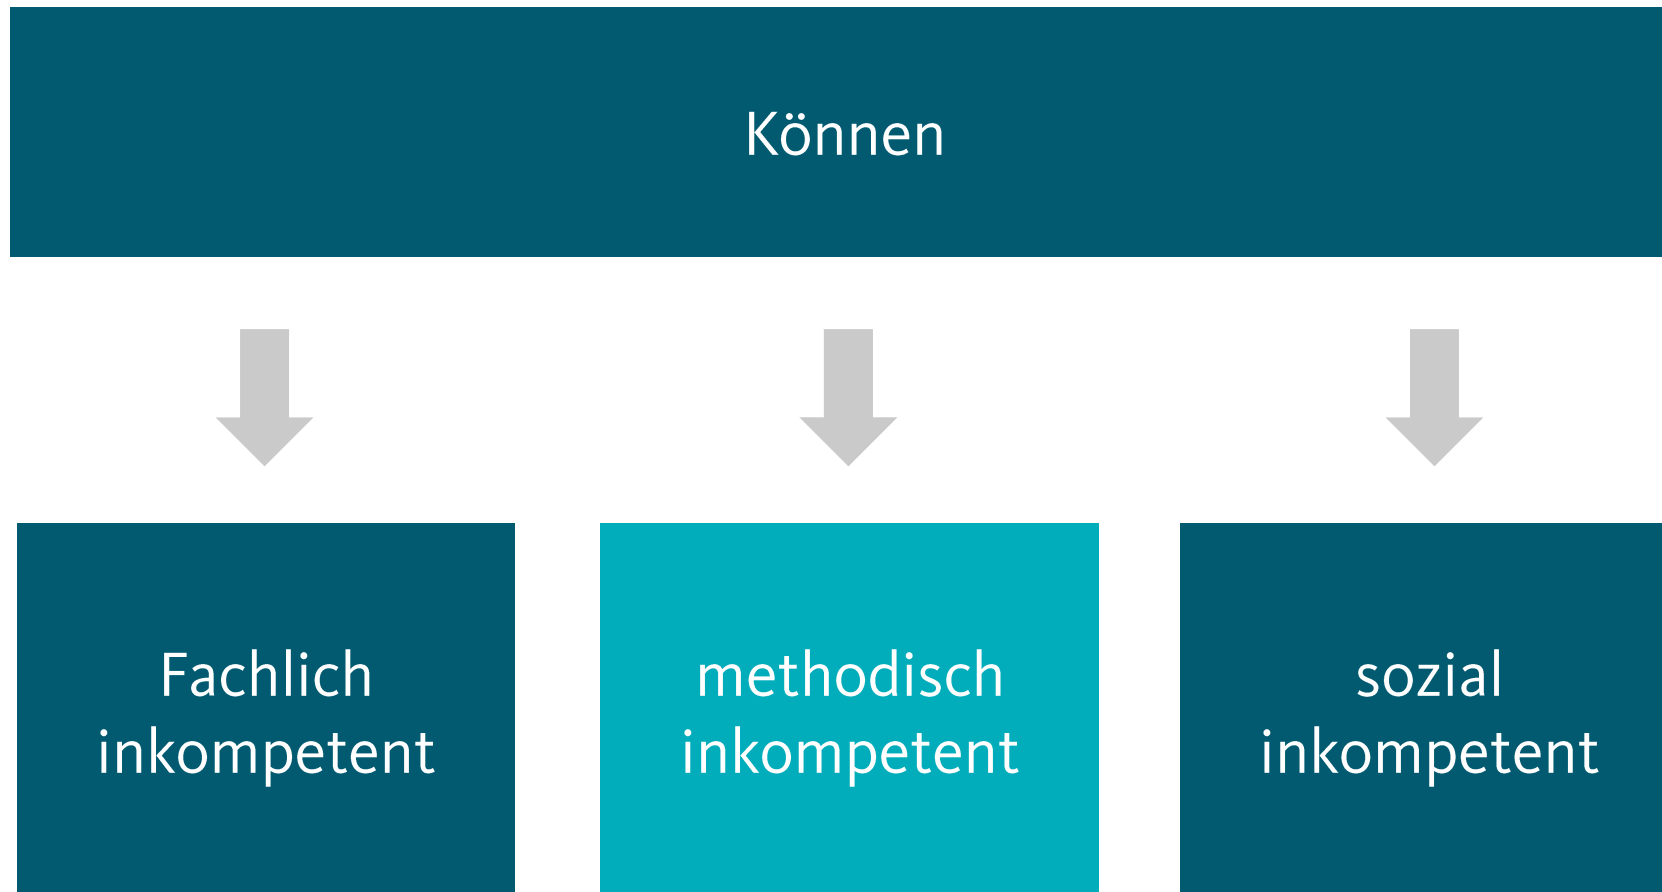 Können
Fachlich
inkompetent
methodisch
inkompetent
sozial
inkompetent